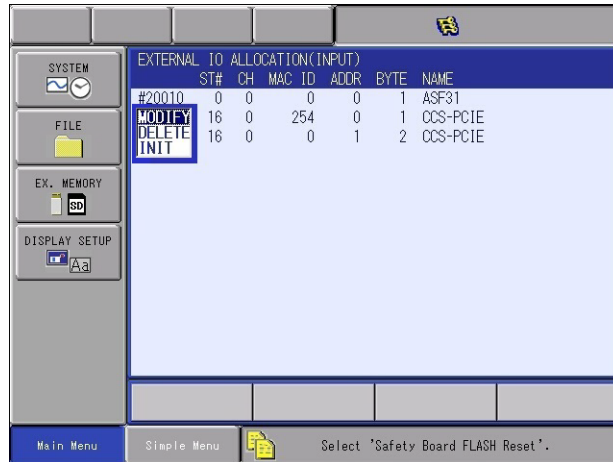 SYSTEM
FILE
EX. MEMORY
SD
DISPLAY SETUP
Aa
EXTERNAL IO ALLOCATION(INPUT)
ST# CH MAC ID ADDR BYTE NAME
#20010 0 0 0 0 1 ASF31
MODIFY 16 0 254 0 1 CCS-PCIE
DELETE 16 0 0 1 2 CCS-PCIE
INIT
Main Menu
Simple Menu
Select 'Safety Board FLASH Reset'.